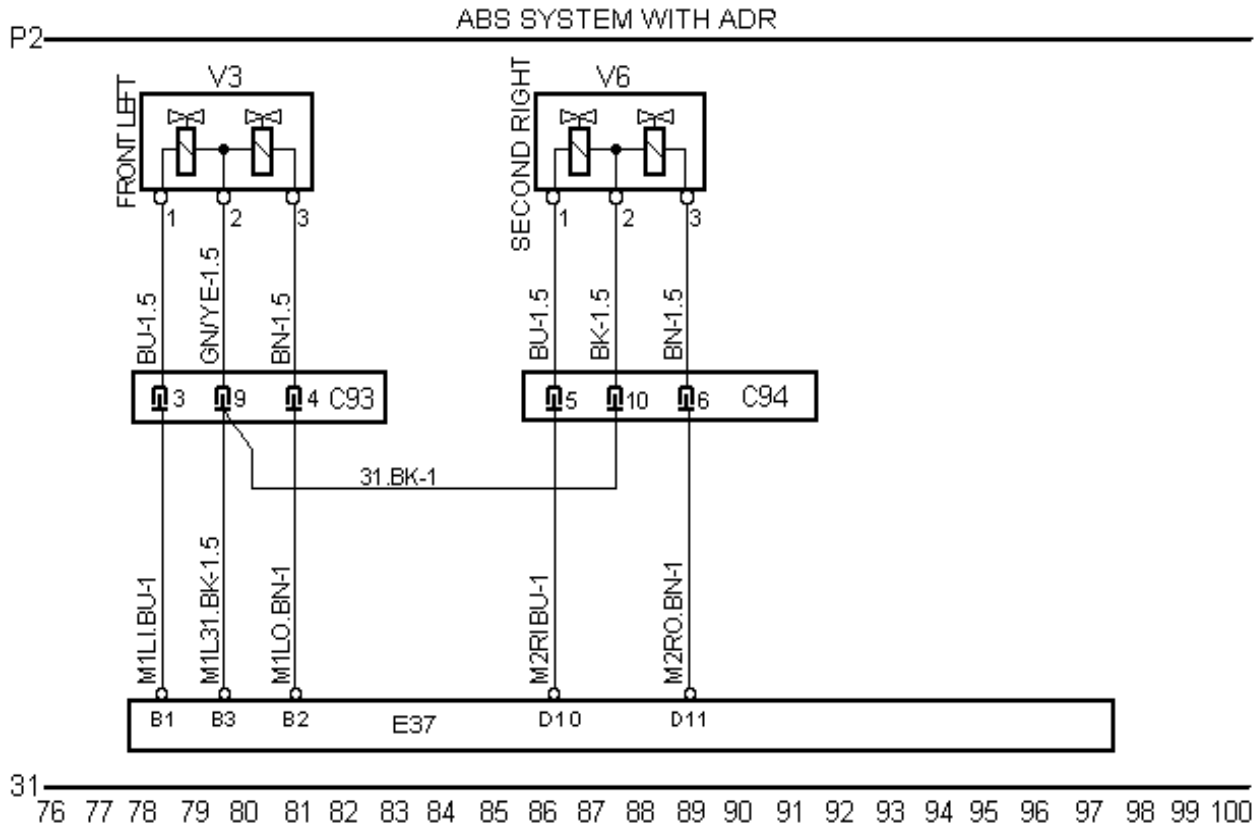 ABS SYSTEM WITH ADR
P2
V3
V6
FRONT LEFT
SECOND RIGHT
1
2
3
1
2
3
BU-1.5
GN/YE-1.5
BN-1.5
BU-1.5
BK-1.5
BN-1.5
3
9
4
C93
5
10
6
C94
31.BK-1
M1LI.BU-1
M1L31.BK-1.5
M1LO.BN-1
M2RIBU-1
M2RO.BN-1
B1
B3
B2
E37
D10
D11
31
76 77 78 79 80 81 82 83 84 85 86 87 88 89 90 91 92 93 94 95 96 97 98 99 100